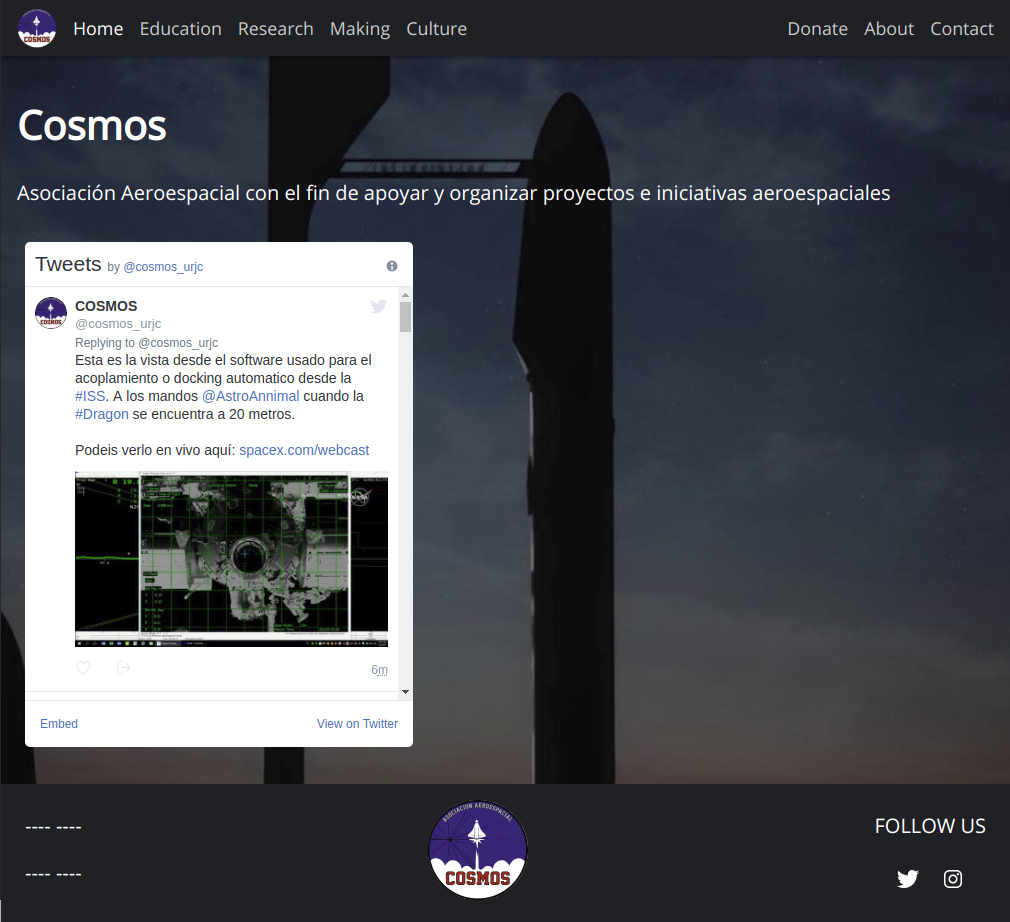 COSMOS Home Education Research Making Culture Donate About Contact
Cosmos
Asociación Aeroespacial con el fin de apoyar y organizar proyectos e iniciativas aeroespaciales
Tweets by @cosmos_urjc
COSMOS
@cosmos_urjc
Replying to @cosmos_urjc
Esta es la vista desde el software usado para el
acoplamiento o docking automatico desde la
#ISS. A los mandos @AstroAnnimal cuando la
#Dragon se encuentra a 20 metros.
Podeis verlo en vivo aquí: spacex.com/webcast
6m
Embed View on Twitter
---- ----
---- ----
ASOCIACION AEROESPACIAL
COSMOS
FOLLOW US